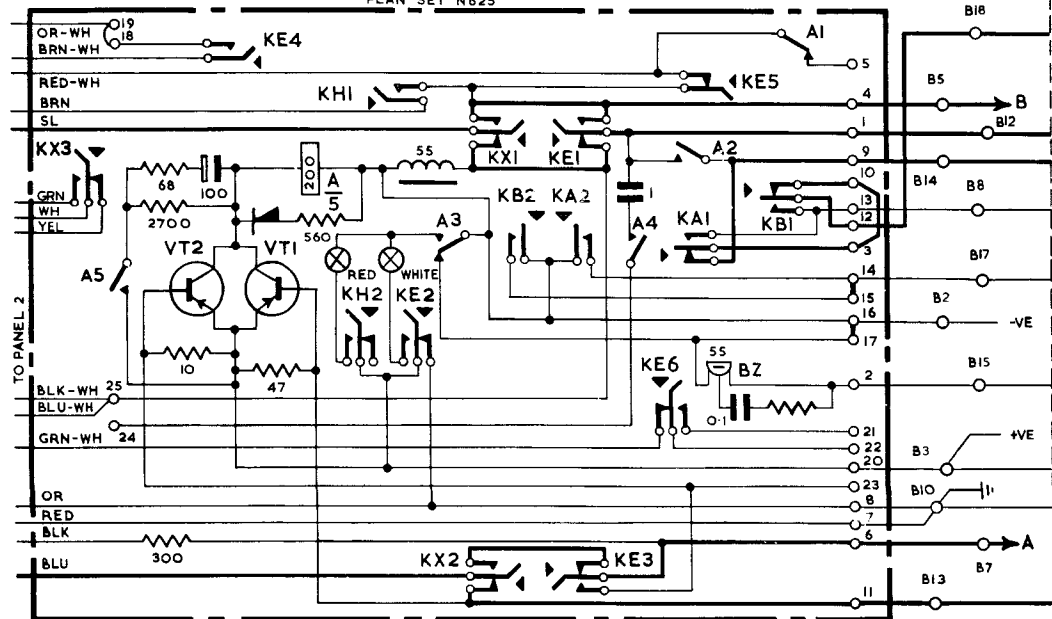 PLAN SET N625
19
OR-WH
18
BRN-WH
KE4
A1
B18
5
RED-WH
KH1
KE5
4
B5
B
BRN
1
B12
SL
KX1
KE1
A2
9
KX3
B14
10
B8
68
100
200
A
5
55
1
KB2
KA2
KB1
13
12
GRN
WH
YEL
2700
560
A3
A4
KA1
3
VT2
VT1
RED
WHITE
14
B17
A5
KH2
KE2
15
16
B2
-VE
17
TO PANEL 2
10
47
55
BZ
B15
KE6
2
BLK-WH
25
BLU-WH
0.1
24
21
+VE
GRN-WH
22
B3
20
23
B10
OR
8
RED
7
BLK
6
A
300
KX2
KE3
B7
BLU
B13
11